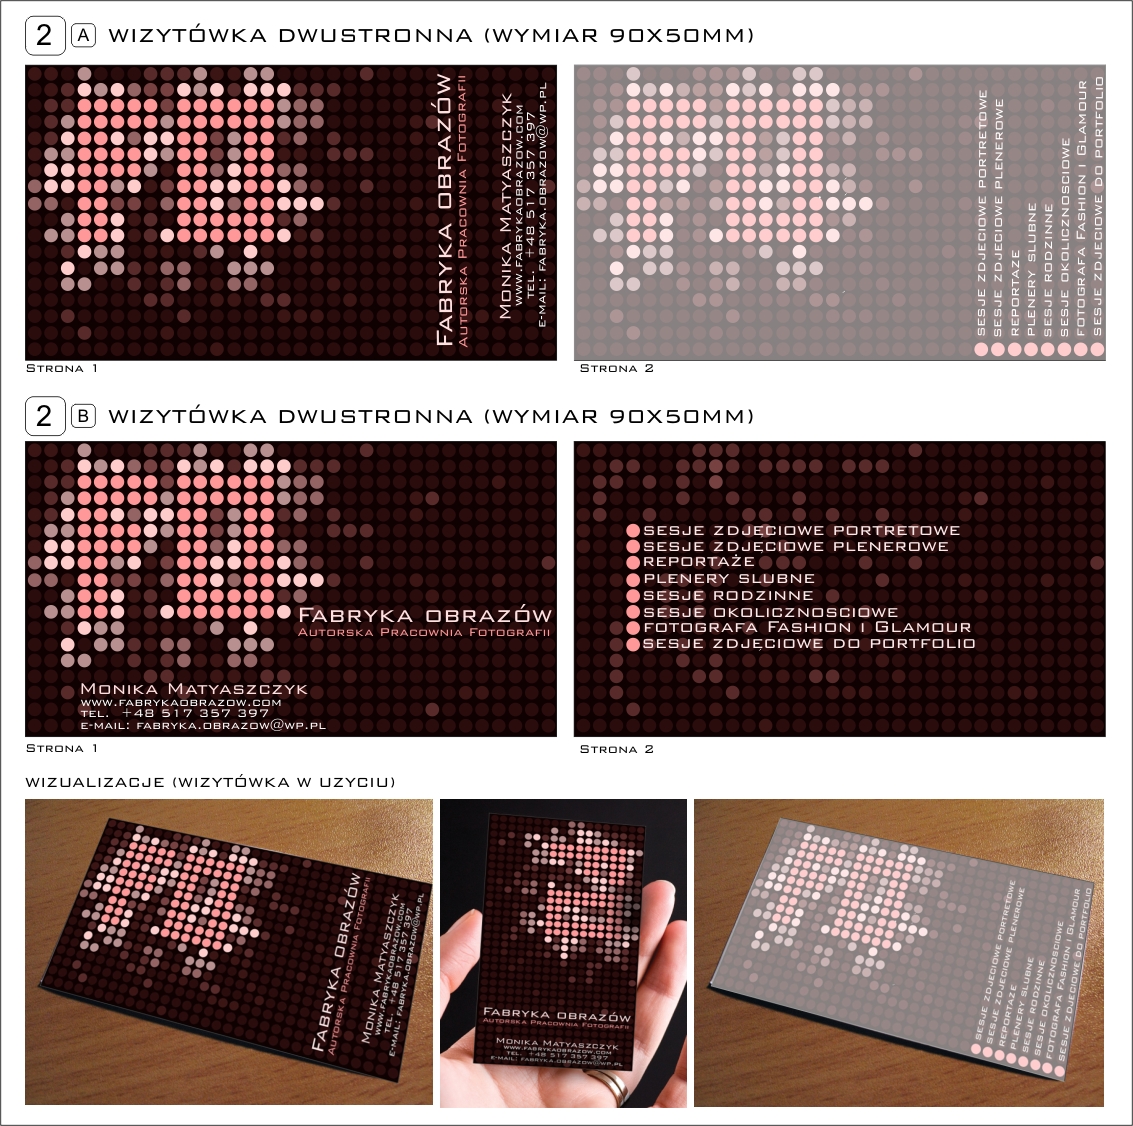 2 A WIZYTÓWKA DWUSTRONNA (WYMIAR 90X50MM)
FABRYKA OBRAZÓW
AUTORSKA PRACOWNIA FOTOGRAFII
MONIKA MATYASZCZYK
WWW.FABRYKAOBRAZOW.COM
TEL. +48 517 357 397
E-MAIL: FABRYKA.OBRAZOW@WP.PL
SESJE ZDJECIOWE PORTRETOWE
SESJE ZDJECIOWE PLENEROWE
REPORTAZE
PLENERY SLUBNE
SESJE RODZINNE
SESJE OKOLICZNOSCIOWE
FOTOGRAFA FASHION I GLAMOUR
SESJE ZDJECIOWE DO PORTFOLIO
STRONA 1
STRONA 2
2 B WIZYTÓWKA DWUSTRONNA (WYMIAR 90X50MM)
FABRYKA OBRAZÓW
AUTORSKA PRACOWNIA FOTOGRAFII
MONIKA MATYASZCZYK
WWW.FABRYKAOBRAZOW.COM
TEL. +48 517 357 397
E-MAIL: FABRYKA.OBRAZOW@WP.PL
SESJE ZDJĘCIOWE PORTRETOWE
SESJE ZDJĘCIOWE PLENEROWE
REPORTAŻE
PLENERY SLUBNE
SESJE RODZINNE
SESJE OKOLICZNOSCIOWE
FOTOGRAFA FASHION I GLAMOUR
SESJE ZDJĘCIOWE DO PORTFOLIO
STRONA 1
STRONA 2
WIZUALIZACJE (WIZYTÓWKA W UZYCIU)
FABRYKA OBRAZÓW
AUTORSKA PRACOWNIA FOTOGRAFII
MONIKA MATYASZCZYK
WWW.FABRYKAOBRAZOW.COM
TEL. +48 517 357 397
E-MAIL: FABRYKA.OBRAZOW@WP.PL
FABRYKA OBRAZÓW
AUTORSKA PRACOWNIA FOTOGRAFII
MONIKA MATYASZCZYK
WWW.FABRYKAOBRAZOW.COM
TEL. +48 517 357 397
E-MAIL: FABRYKA.OBRAZOW@WP.PL
SESJE ZDJECIOWE PORTRETOWE
SESJE ZDJECIOWE PLENEROWE
REPORTAZE
PLENERY SLUBNE
SESJE RODZINNE
SESJE OKOLICZNOSCIOWE
FOTOGRAFA FASHION I GLAMOUR
SESJE ZDJECIOWE DO PORTFOLIO